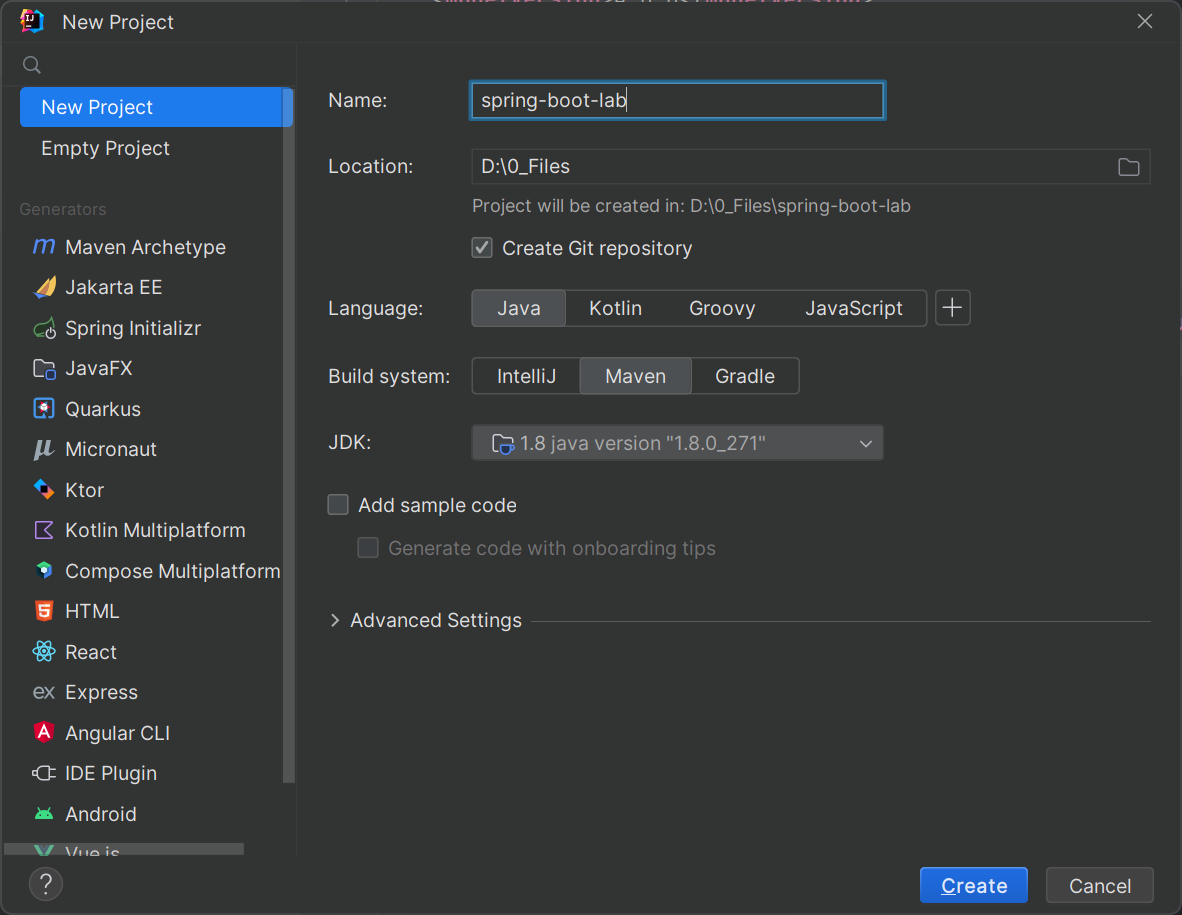 New Project
New Project
Empty Project
Generators
Maven Archetype
Jakarta EE
Spring Initializr
JavaFX
Quarkus
Micronaut
Ktor
Kotlin Multiplatform
Compose Multiplatform
HTML
React
ex Express
Angular CLI
IDE Plugin
Android
Vue.js
Name: spring-boot-lab
Location: D:\0_Files
Project will be created in: D:\0_Files\spring-boot-lab
Create Git repository
Language: Java Kotlin Groovy JavaScript
Build system: IntelliJ Maven Gradle
JDK: 1.8 java version "1.8.0_271"
Add sample code
Generate code with onboarding tips
Advanced Settings
? Create Cancel